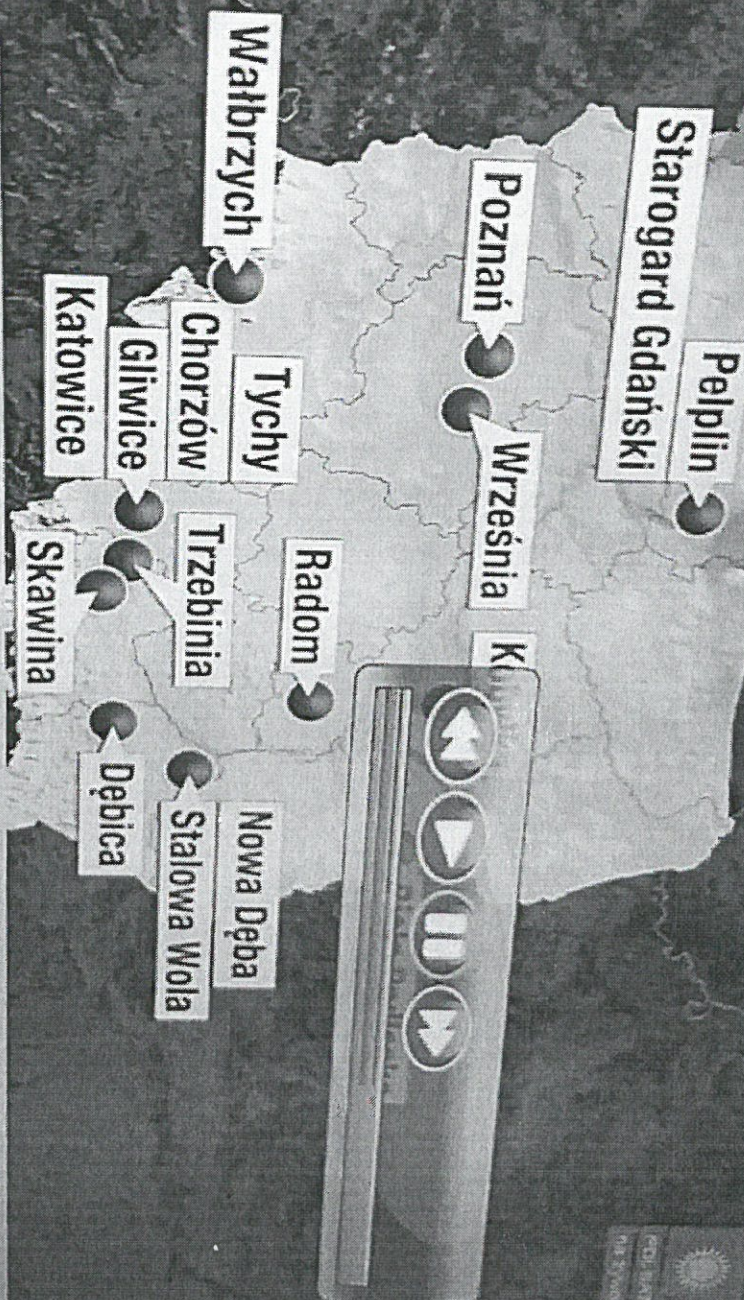 Pelplin
Starogard Gdański
Poznań
Września
Wałbrzych
Radom
Tychy
Chorzów
Gliwice
Katowice
Trzebinia
Skawina
Nowa Dęba
Stalowa Wola
Dębica